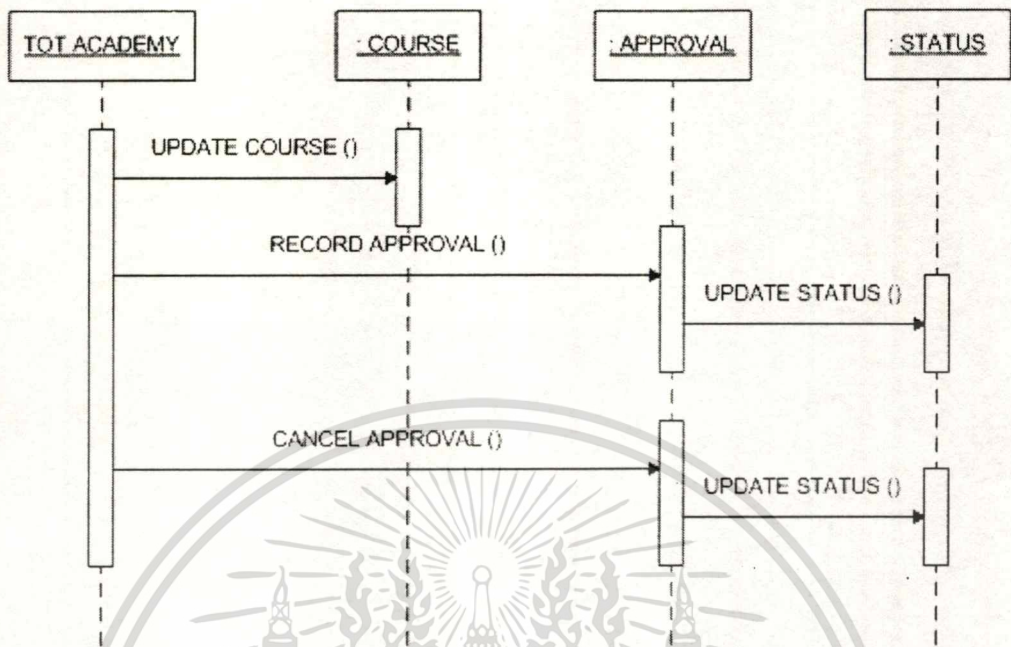 TOT ACADEMY
: COURSE
: APPROVAL
: STATUS
UPDATE COURSE ()
RECORD APPROVAL ()
UPDATE STATUS ()
CANCEL APPROVAL ()
UPDATE STATUS ()